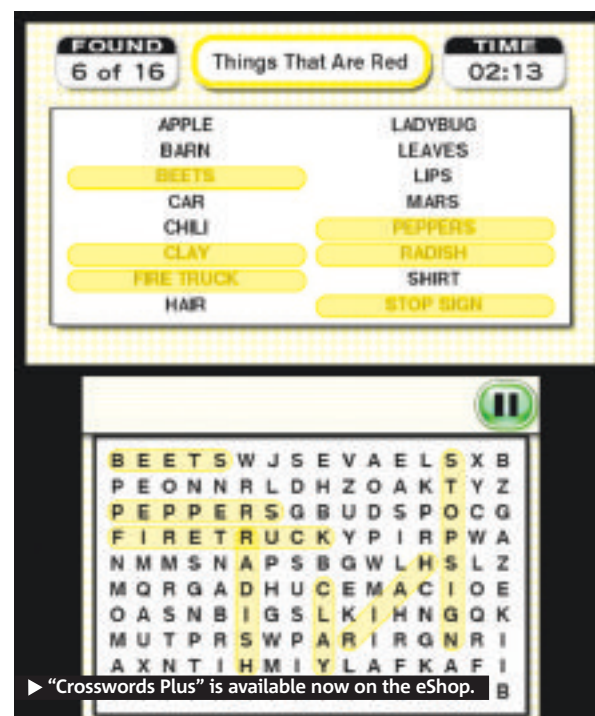 FOUND
6 of 16
Things That Are Red
TIME
02:13
APPLE LADYBUG
BARN LEAVES
BEETS LIPS
CAR MARS
CHILI PEPPERS
CLAY RADISH
FIRE TRUCK SHIRT
HAIR STOP SIGN
B E E T S W J S E V A E L S X B
P E O N N R L D H Z O A K T Y Z
P E P P E R S G B U D S P O C G
F I R E T R U C K Y P I R P W A
N M M S N A P S B G W L H S L Z
M Q R G A D H U C E M A C I O E
O A S N B I G S L K I H N G Q K
M U T P R S W P A R I R G N R I
A X N T I H M I Y L A F K A F I
▶ “Crosswords Plus” is available now on the eShop.
B